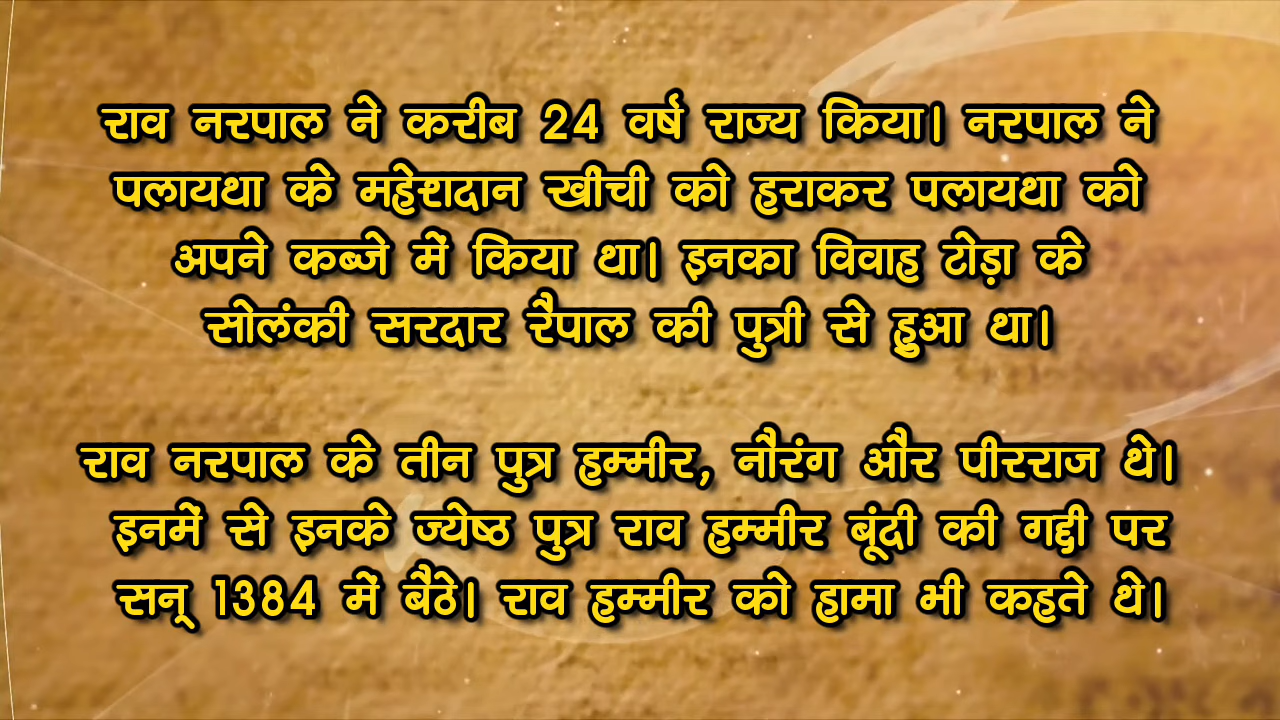 राव नरपाल ने करीब 24 वर्ष राज्य किया। नरपाल ने
पलायथा के महेशदान खीची को हराकर पलायथा को
अपने कब्जे में किया था। इनका विवाह टोड़ा के
सोलंकी सरदार रैपाल की पुत्री से हुआ था।
राव नरपाल के तीन पुत्र हम्मीर, नौरंग और पीरराज थे।
इनमें से इनके ज्येष्ठ पुत्र राव हम्मीर बूंदी की गद्दी पर
सन् 1384 में बैठे। राव हम्मीर को हामा भी कहते थे।